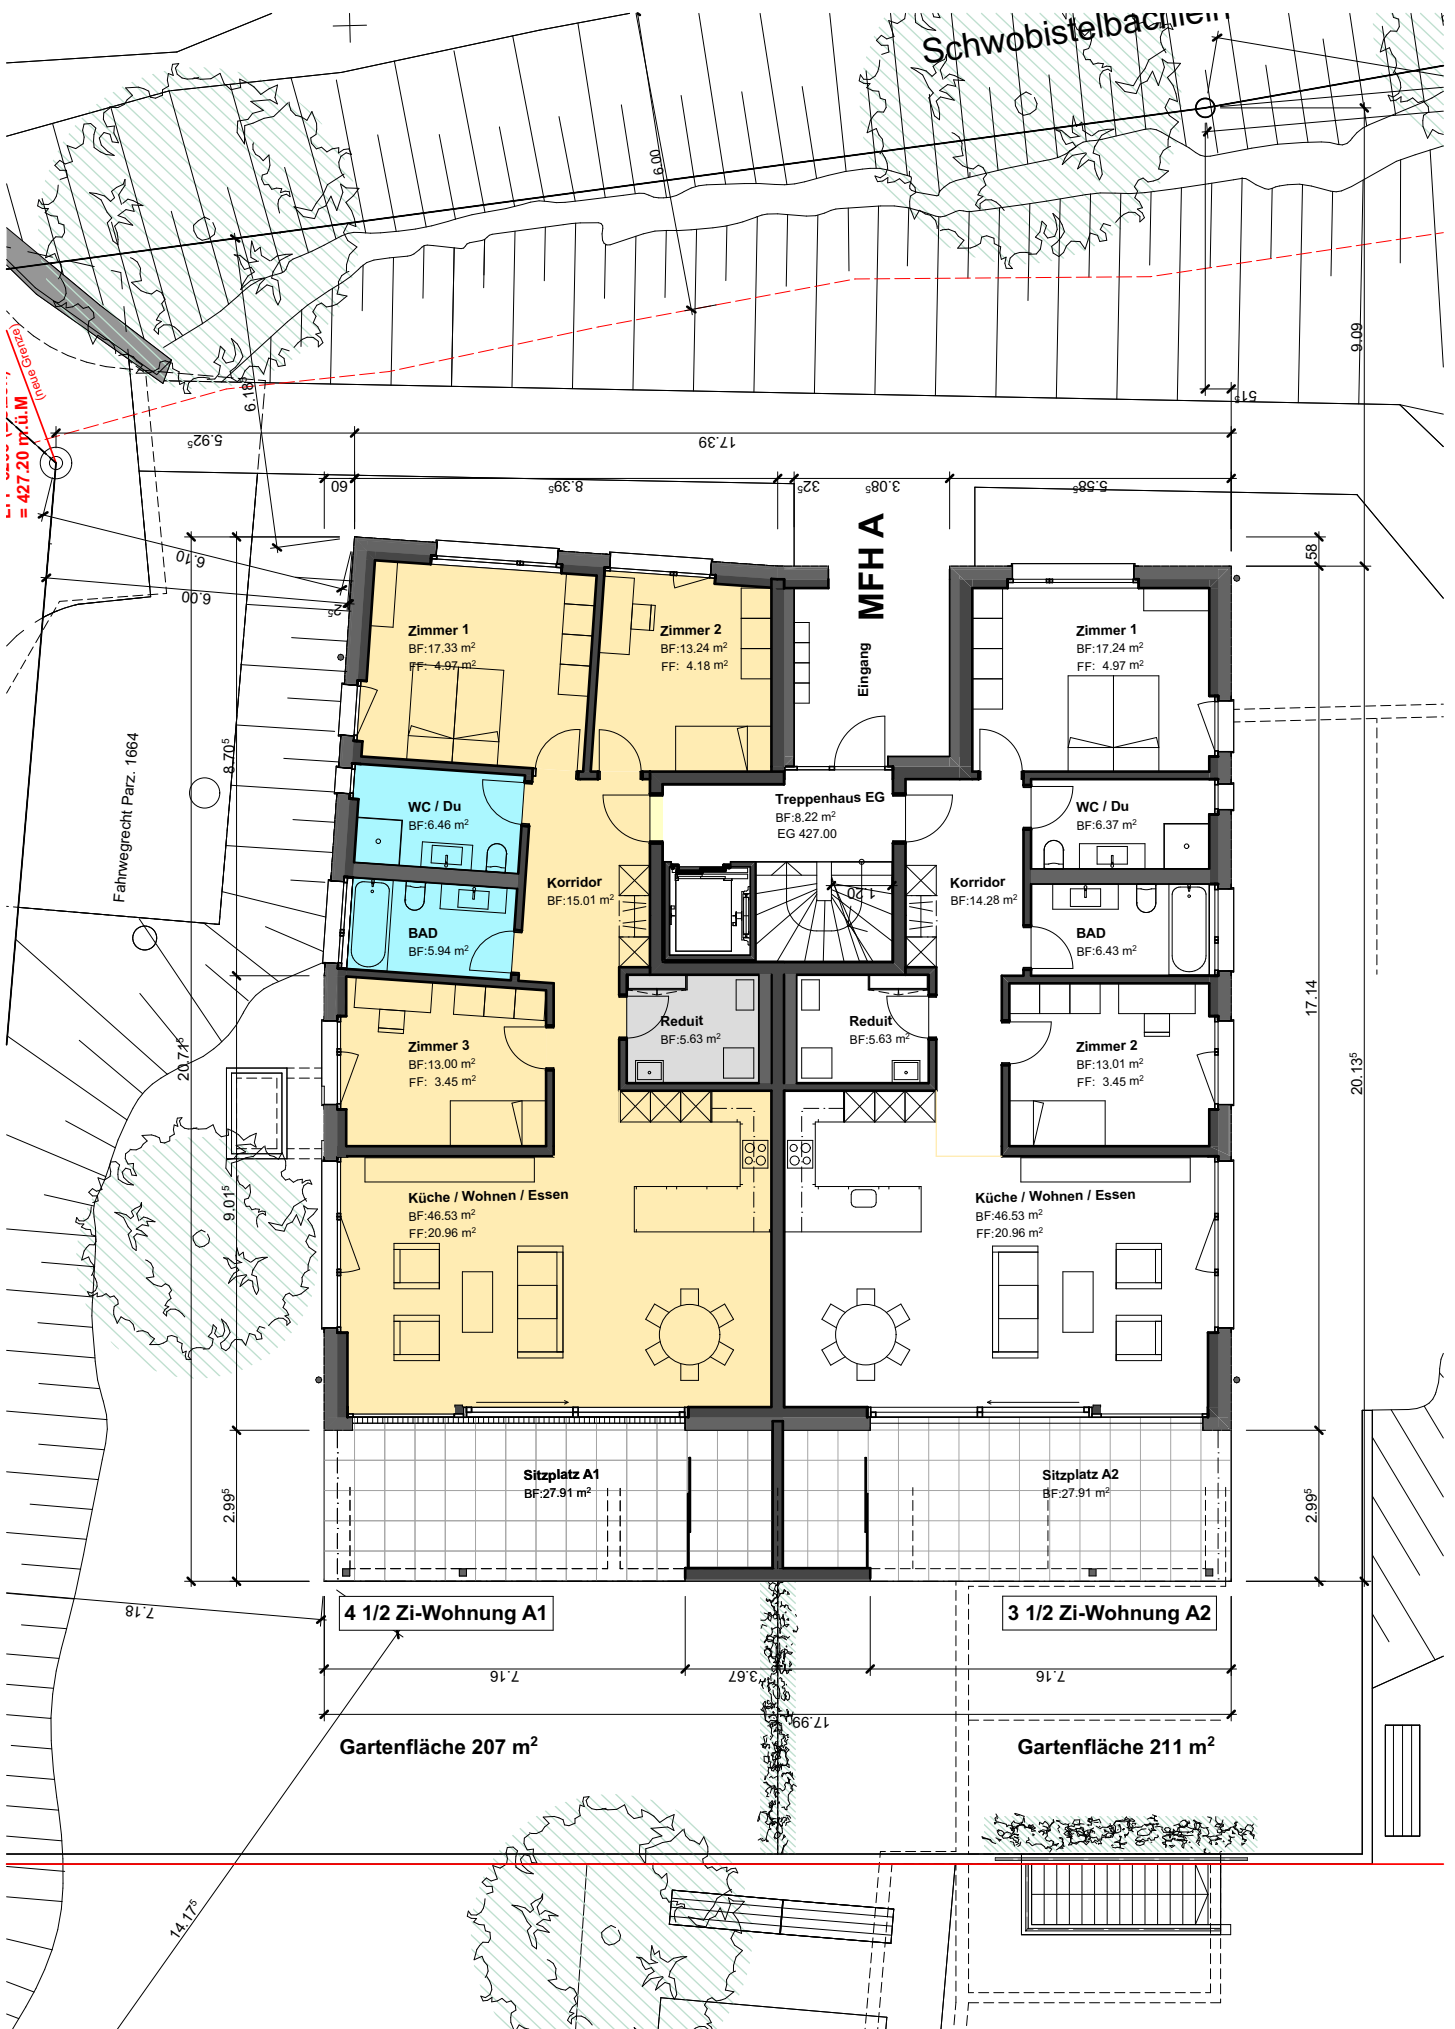 Schwobistelbächlein
6.00
9.09
(neue Grenze)
= 427.20 m.ü.M
6.18⁵
51⁵
5.92⁵
17.39
60
8.39⁵
32⁵
3.08⁵
5.58⁵
MFH A
Eingang
58
6.10
6.00
2⁵
Zimmer 1
BF:17.33 m²
FF: 4.97 m²
Zimmer 2
BF:13.24 m²
FF: 4.18 m²
Zimmer 1
BF:17.24 m²
FF: 4.97 m²
Fahrwegrecht Parz. 1664
8.70⁵
WC / Du
BF:6.46 m²
Treppenhaus EG
BF:8.22 m²
EG 427.00
WC / Du
BF:6.37 m²
Korridor
BF:15.01 m²
1.20
Korridor
BF:14.28 m²
BAD
BF:5.94 m²
BAD
BF:6.43 m²
17.14
20.71⁵
20.13⁵
Zimmer 3
BF:13.00 m²
FF: 3.45 m²
Reduit
BF:5.63 m²
Reduit
BF:5.63 m²
Zimmer 2
BF:13.01 m²
FF: 3.45 m²
9.01⁵
Küche / Wohnen / Essen
BF:46.53 m²
FF:20.96 m²
Küche / Wohnen / Essen
BF:46.53 m²
FF:20.96 m²
2.99⁵
Sitzplatz A1
BF:27.91 m²
Sitzplatz A2
BF:27.91 m²
2.99⁵
7.18
4 1/2 Zi-Wohnung A1
3 1/2 Zi-Wohnung A2
7.16
3.67
7.16
17.99
Gartenfläche 207 m²
Gartenfläche 211 m²
14.17⁵